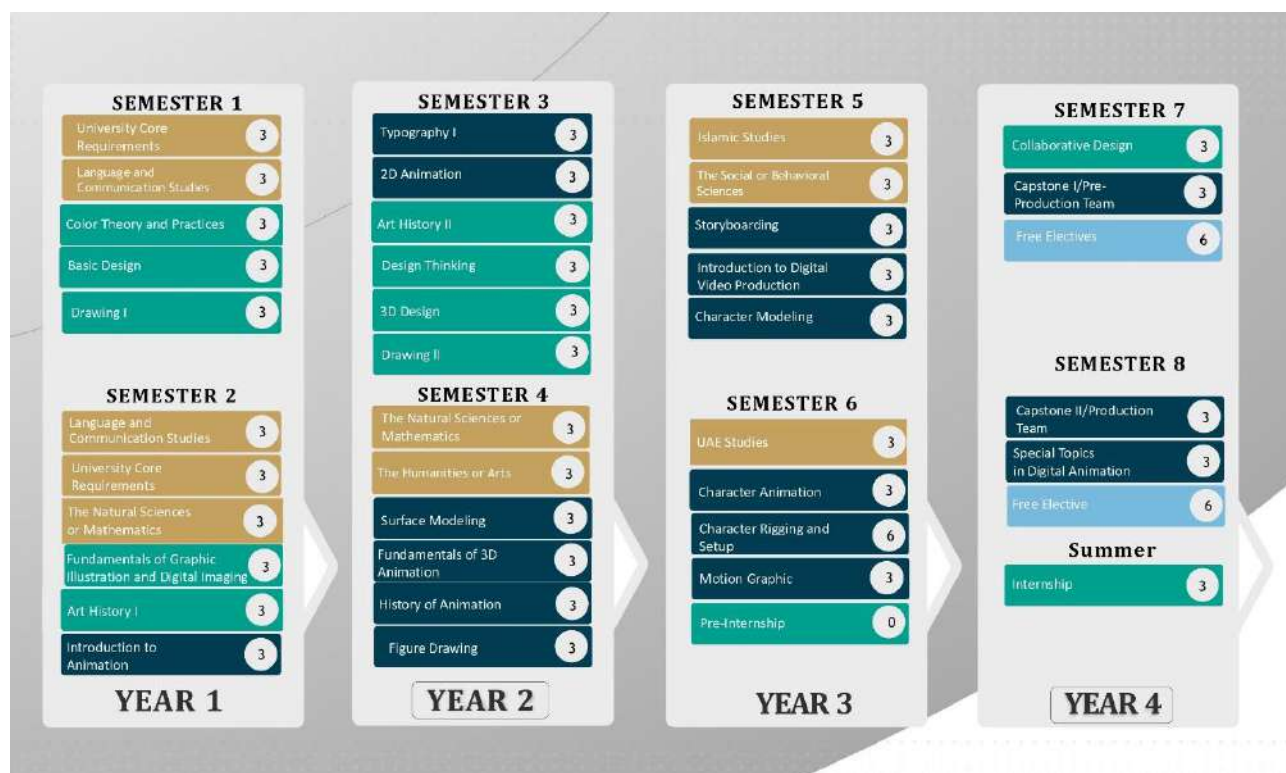 SEMESTER 1
University Core
Requirements
3
Language and
Communication Studies
3
Color Theory and Practices
3
Basic Design
3
Drawing I
3
SEMESTER 2
Language and
Communication Studies
3
University Core
Requirements
3
The Natural Sciences
or Mathematics
3
Fundamentals of Graphic
Illustration and Digital Imaging
3
Art History I
3
Introduction to
Animation
3
YEAR 1
SEMESTER 3
Typography I
3
2D Animation
3
Art History II
3
Design Thinking
3
3D Design
3
Drawing II
3
SEMESTER 4
The Natural Sciences or
Mathematics
3
The Humanities or Arts
3
Surface Modeling
3
Fundamentals of 3D
Animation
3
History of Animation
3
Figure Drawing
3
YEAR 2
SEMESTER 5
Islamic Studies
3
The Social or Behavioral
Sciences
3
Storyboarding
3
Introduction to Digital
Video Production
3
Character Modeling
3
SEMESTER 6
UAE Studies
3
Character Animation
3
Character Rigging and
Setup
6
Motion Graphic
3
Pre-Internship
0
YEAR 3
SEMESTER 7
Collaborative Design
3
Capstone I/Pre-
Production Team
3
Free Electives
6
SEMESTER 8
Capstone II/Production
Team
3
Special Topics
in Digital Animation
3
Free Elective
6
Summer
Internship
3
YEAR 4